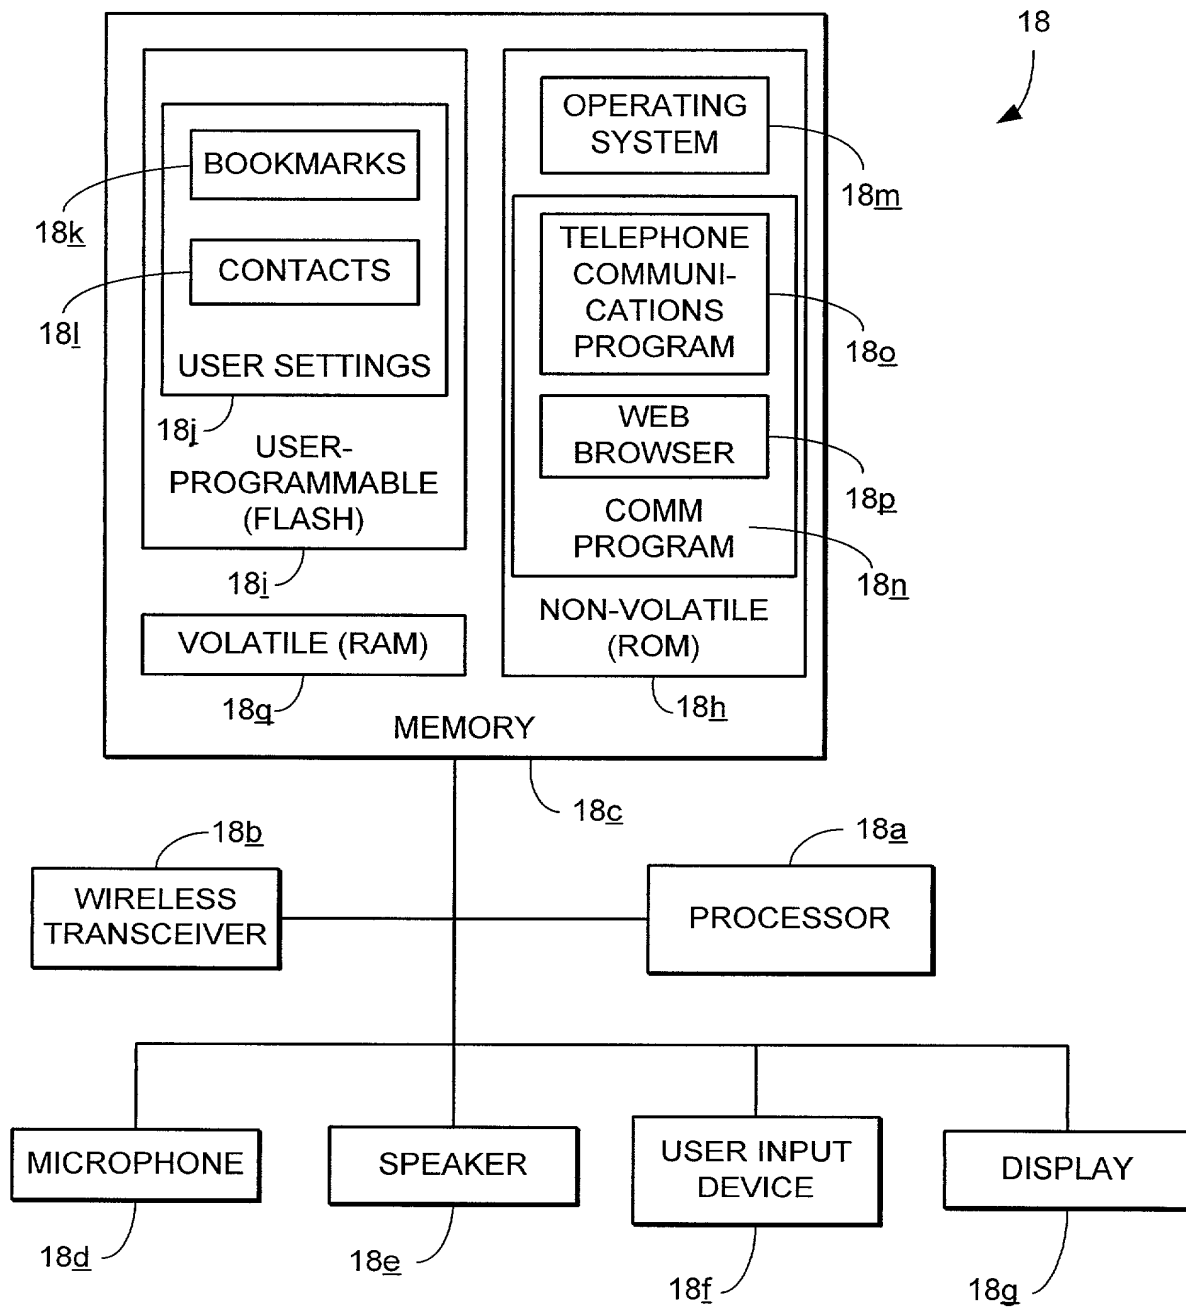 18
OPERATING
SYSTEM
BOOKMARKS
18m
18k
TELEPHONE
COMMUNI-
CATIONS
PROGRAM
CONTACTS
18l
18o
USER SETTINGS
18j
WEB
BROWSER
USER-
PROGRAMMABLE
(FLASH)
18p
COMM
PROGRAM
18i
18n
NON-VOLATILE
(ROM)
VOLATILE (RAM)
18q
18h
MEMORY
18c
18b
18a
WIRELESS
TRANSCEIVER
PROCESSOR
MICROPHONE
SPEAKER
USER INPUT
DEVICE
DISPLAY
18d
18e
18f
18g